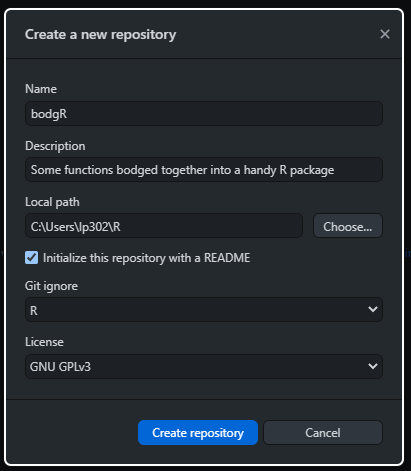 Create a new repository
Name
bodgR
Description
Some functions bodged together into a handy R package
Local path
C:\Users\lp302\R
Choose...
Initialize this repository with a README
Git ignore
R
License
GNU GPLv3
Create repository
Cancel